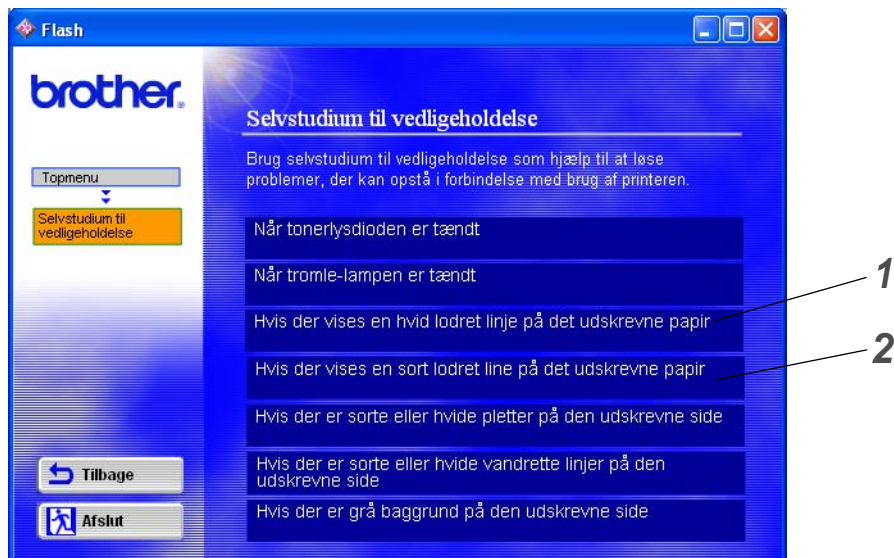 Flash
brother.
Topmenu
Selvstudium til
vedligeholdelse
Tilbage
Afslut
Selvstudium til vedligeholdelse
Brug selvstudium til vedligeholdelse som hjælp til at løse
problemer, der kan opstå i forbindelse med brug af printeren.
Når tonerlysdioden er tændt
Når tromle-lampen er tændt
Hvis der vises en hvid lodret linje på det udskrevne papir
Hvis der vises en sort lodret line på det udskrevne papir
Hvis der er sorte eller hvide pletter på den udskrevne side
Hvis der er sorte eller hvide vandrette linjer på den
udskrevne side
Hvis der er grå baggrund på den udskrevne side
1
2